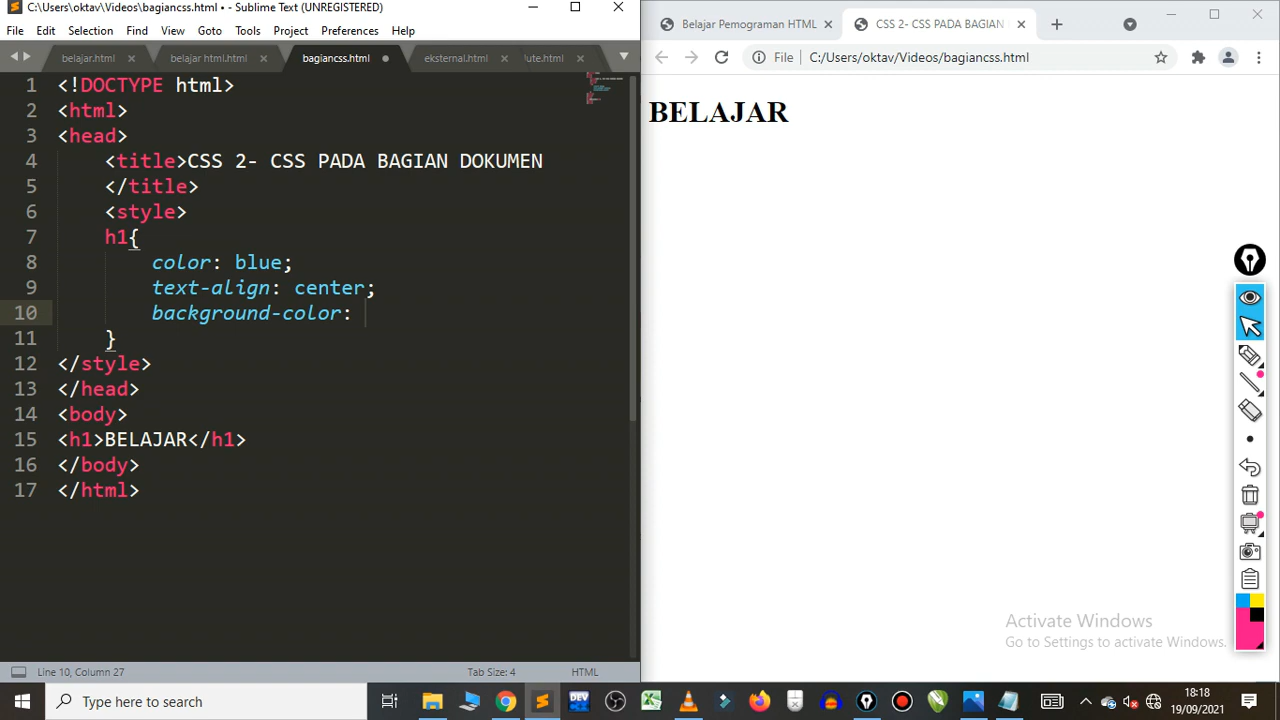 C:\Users\oktav\Videos\bagiancss.html • - Sublime Text (UNREGISTERED)
File Edit Selection Find View Goto Tools Project Preferences Help
belajar.html belajar html.html bagiancss.html eksternal.html lute.html
1 <!DOCTYPE html>
2 <html>
3 <head>
4 <title>CSS 2- CSS PADA BAGIAN DOKUMEN
5 </title>
6 <style>
7 h1{
8 color: blue;
9 text-align: center;
10 background-color:
11 }
12 </style>
13 </head>
14 <body>
15 <h1>BELAJAR</h1>
16 </body>
17 </html>
Line 10, Column 27 Tab Size: 4 HTML
Belajar Pemograman HTML CSS 2- CSS PADA BAGIAN
File C:/Users/oktav/Videos/bagiancss.html
BELAJAR
Activate Windows
Go to Settings to activate Windows.
Type here to search
DEV
18:18
19/09/2021